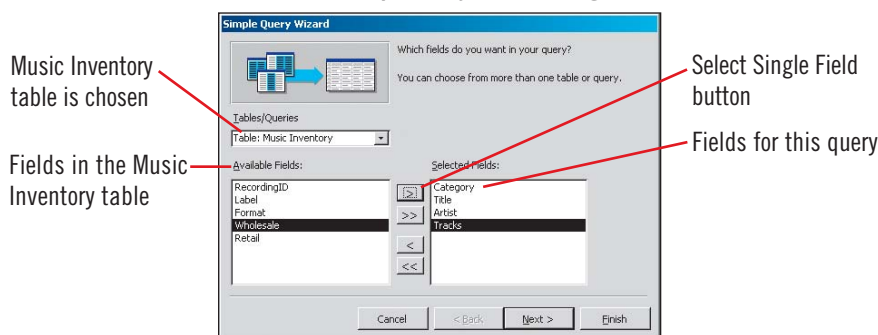 Simple Query Wizard
Which fields do you want in your query?
You can choose from more than one table or query.
Music Inventory
table is chosen
Select Single Field
button
Tables/Queries
Table: Music Inventory
Fields for this query
Fields in the Music
Inventory table
Available Fields:
Selected Fields:
RecordingID
Label
Format
Wholesale
Retail
>
>>
<
<<
Category
Title
Artist
Tracks
Cancel
< Back
Next >
Finish